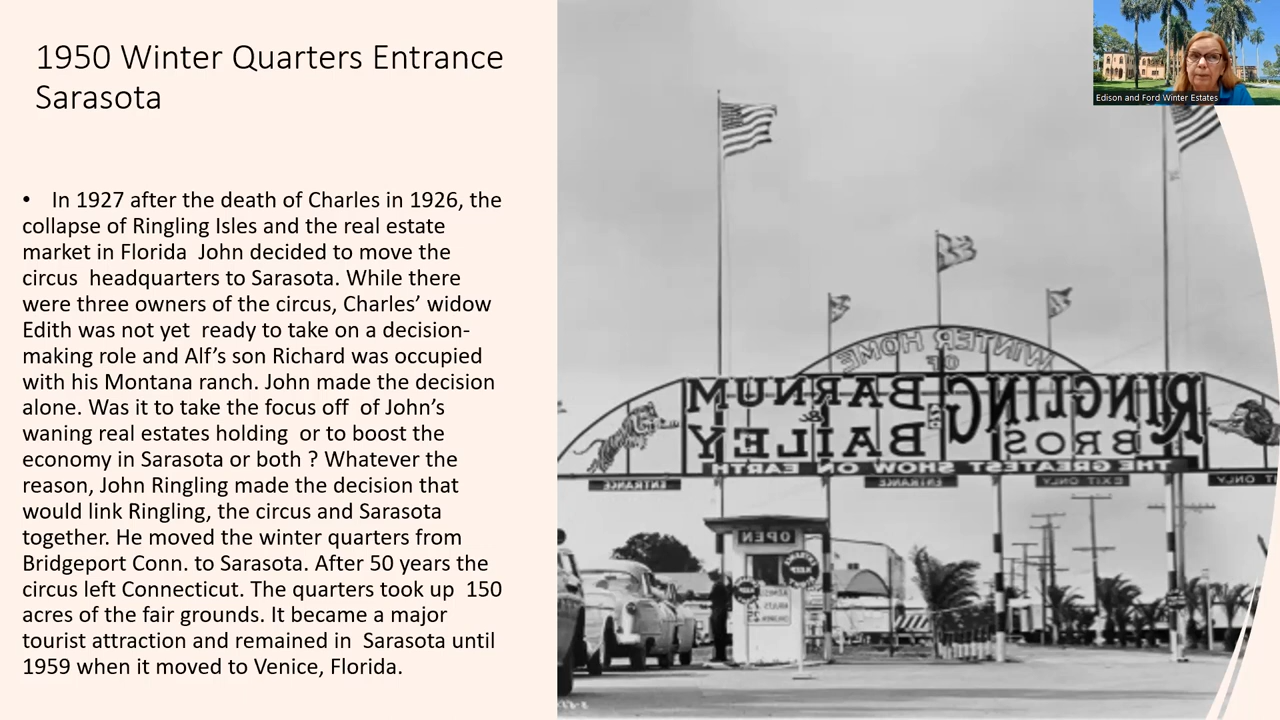 1950 Winter Quarters Entrance
Sarasota
• In 1927 after the death of Charles in 1926, the
collapse of Ringling Isles and the real estate
market in Florida John decided to move the
circus headquarters to Sarasota. While there
were three owners of the circus, Charles’ widow
Edith was not yet ready to take on a decision-
making role and Alf’s son Richard was occupied
with his Montana ranch. John made the decision
alone. Was it to take the focus off of John’s
waning real estates holding or to boost the
economy in Sarasota or both ? Whatever the
reason, John Ringling made the decision that
would link Ringling, the circus and Sarasota
together. He moved the winter quarters from
Bridgeport Conn. to Sarasota. After 50 years the
circus left Connecticut. The quarters took up 150
acres of the fair grounds. It became a major
tourist attraction and remained in Sarasota until
1959 when it moved to Venice, Florida.
Edison and Ford Winter Estates
WINTER HOME
OF
RINGLING BROS AND BARNUM & BAILEY
THE GREATEST SHOW ON EARTH
ENTRANCE
ENTRANCE
EXIT ONLY
OPEN